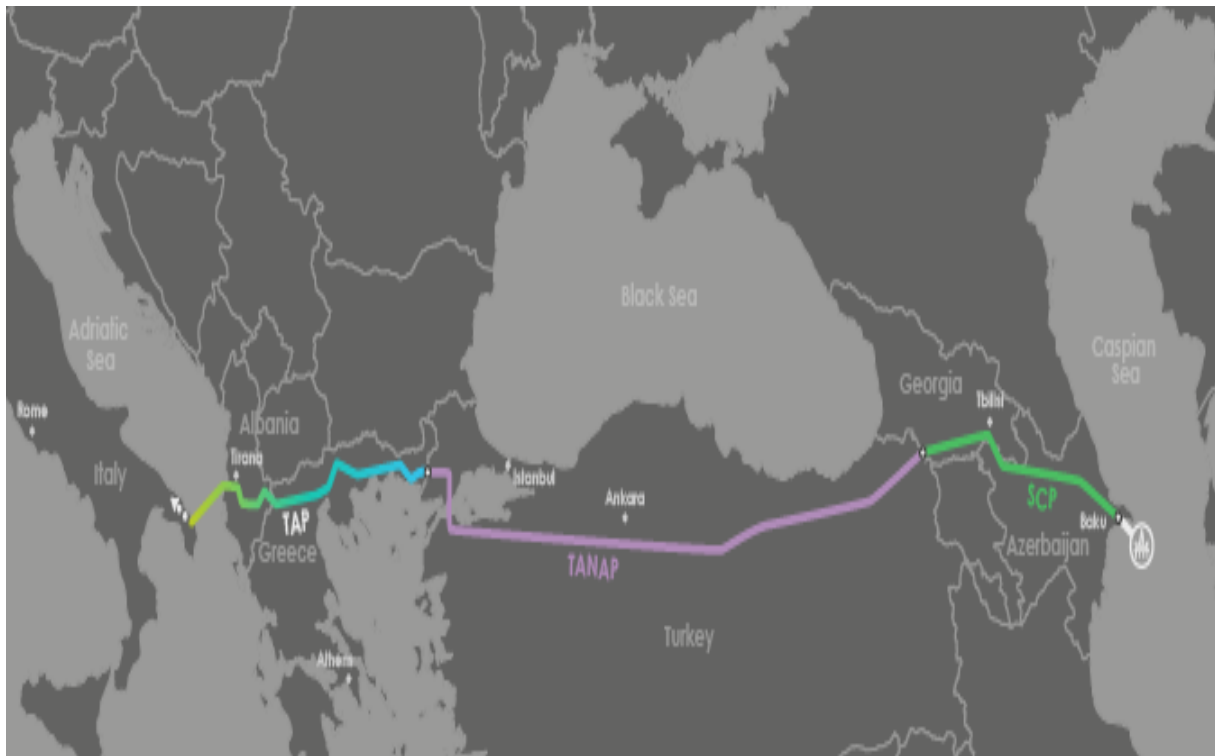 Black Sea
Adriatic
Sea
Caspian
Sea
Georgia
Rome
Albania
Tbilisi
Tirana
Italy
Istanbul
Ankara
SCP
TAP
Baku
Greece
Azerbaijan
TANAP
Turkey
Athens